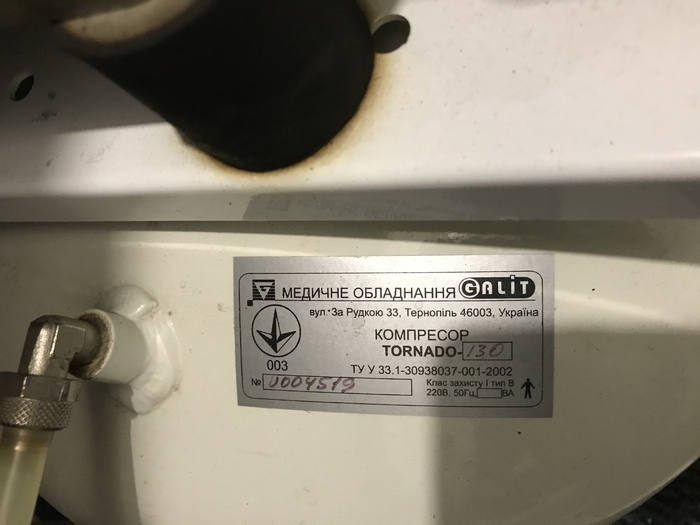 МЕДИЧНЕ ОБЛАДНАННЯ GALIT
вул. За Рудкою 33, Тернопіль 46003, Україна
КОМПРЕСОР
TORNADO-130
003
ТУ У 33.1-30938037-001-2002
№ U004519
Клас захисту I тип В
220В, 50Гц, ВА